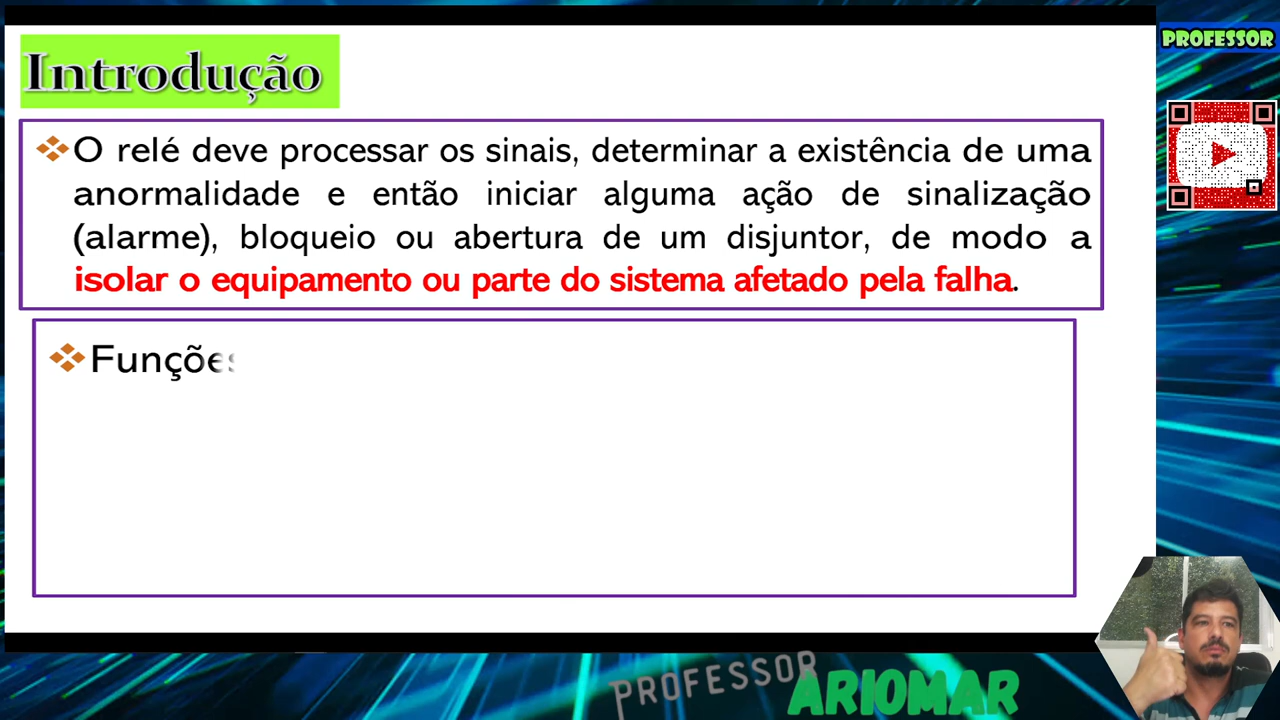 PROFESSOR
Introdução
O relé deve processar os sinais, determinar a existência de uma
anormalidade e então iniciar alguma ação de sinalização
(alarme), bloqueio ou abertura de um disjuntor, de modo a
isolar o equipamento ou parte do sistema afetado pela falha.
Funções
PROFESSOR
ARIOMAR